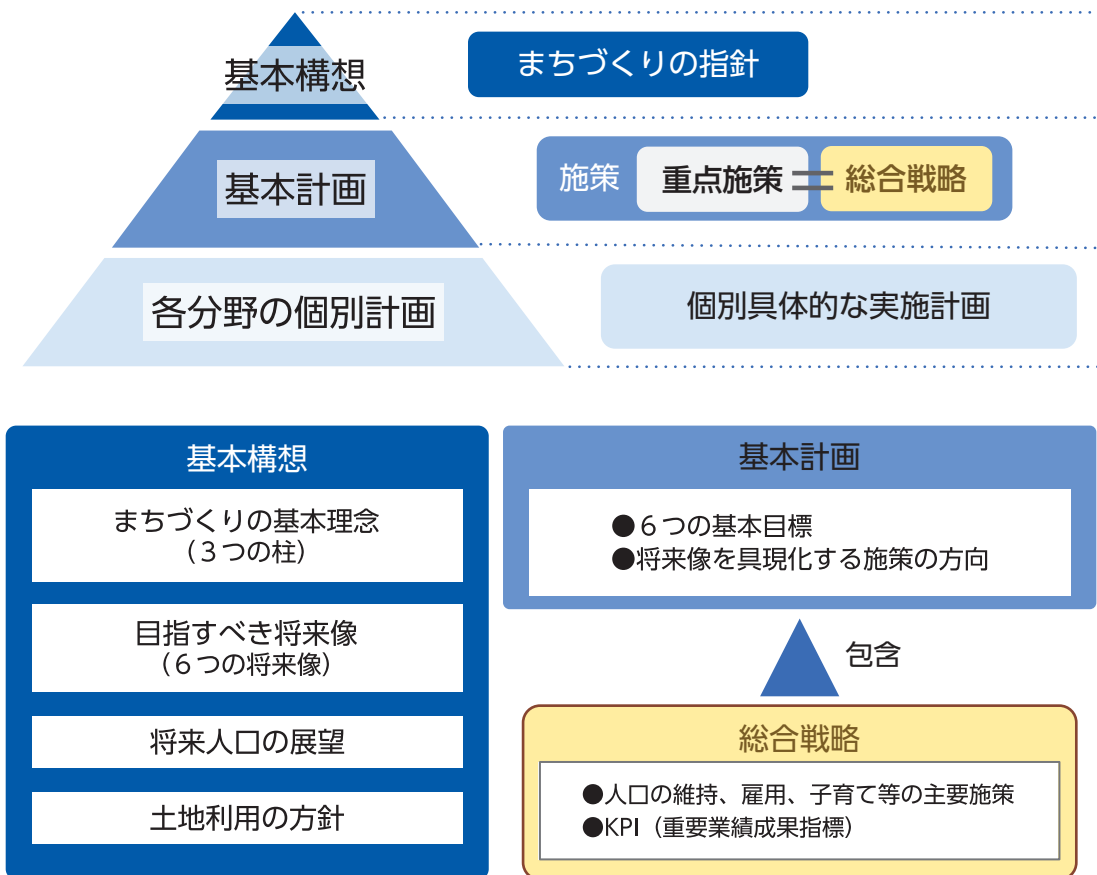 基本構想
まちづくりの指針
基本計画
施策 重点施策 = 総合戦略
各分野の個別計画
個別具体的な実施計画
基本構想
まちづくりの基本理念
（３つの柱）
目指すべき将来像
（６つの将来像）
将来人口の展望
土地利用の方針
基本計画
●６つの基本目標
●将来像を具現化する施策の方向
包含
総合戦略
●人口の維持、雇用、子育て等の主要施策
●KPI（重要業績成果指標）